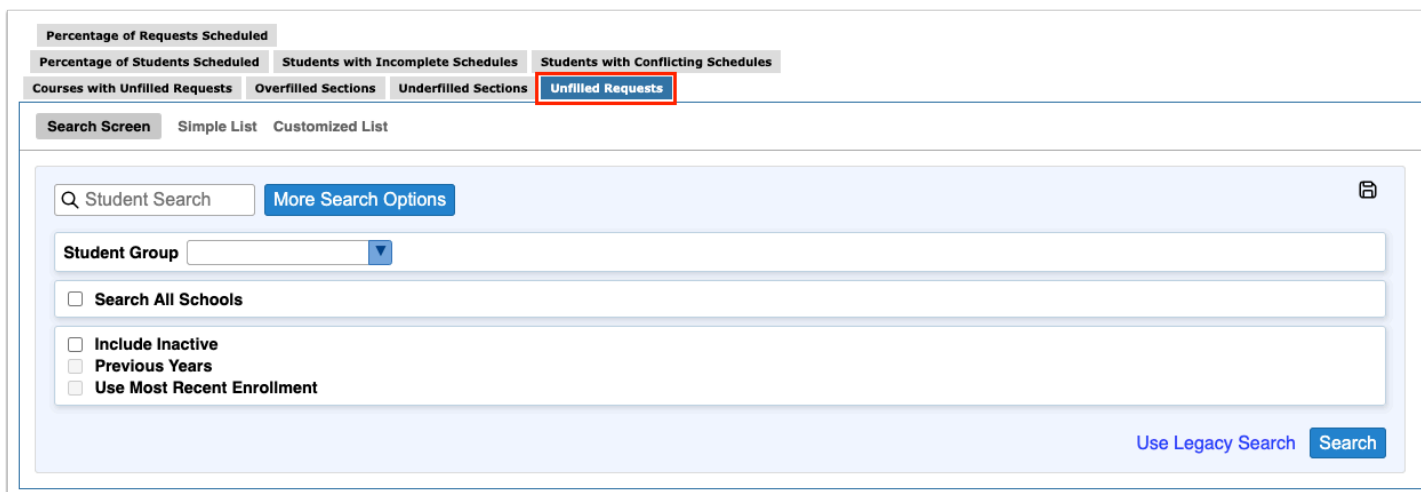 Percentage of Requests Scheduled
Percentage of Students Scheduled Students with Incomplete Schedules Students with Conflicting Schedules
Courses with Unfilled Requests Overfilled Sections Underfilled Sections Unfilled Requests
Search Screen Simple List Customized List
Student Search More Search Options
Student Group
Search All Schools
Include Inactive
Previous Years
Use Most Recent Enrollment
Use Legacy Search Search